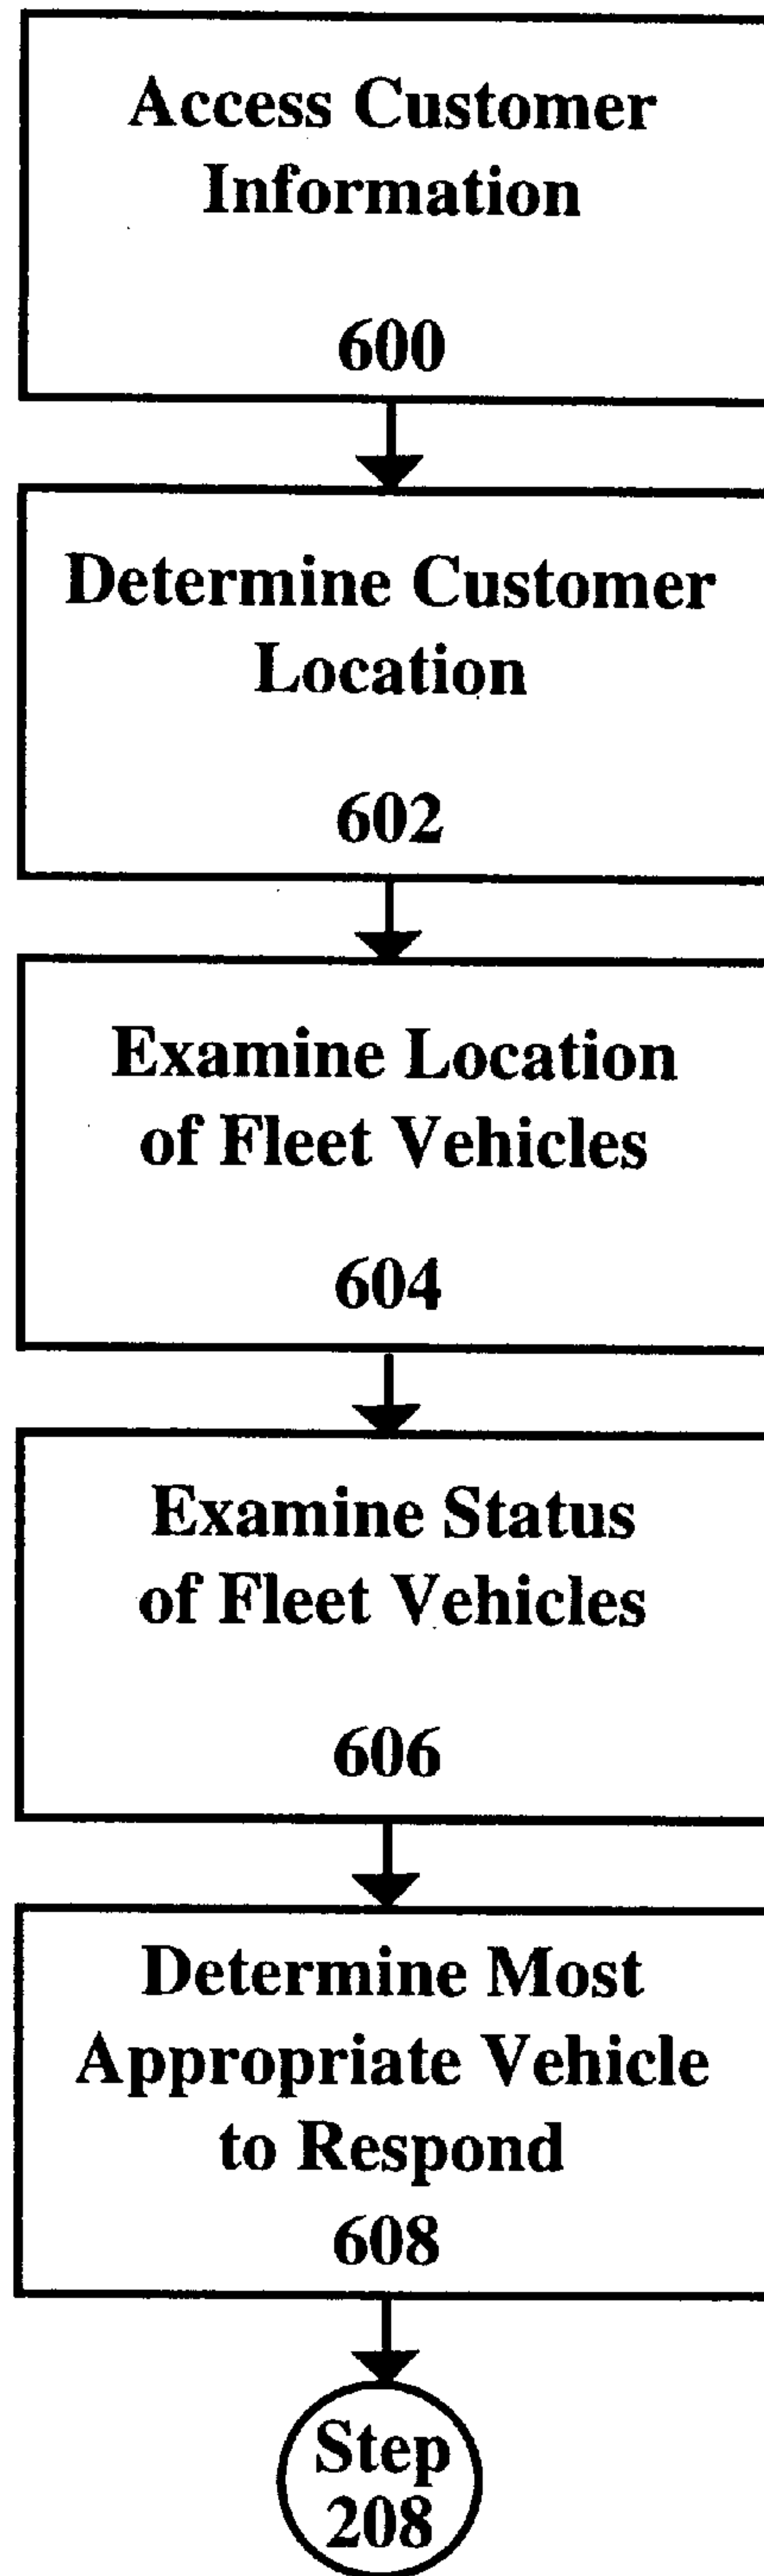 Access Customer
Information
600
Determine Customer
Location
602
Examine Location
of Fleet Vehicles
604
Examine Status
of Fleet Vehicles
606
Determine Most
Appropriate Vehicle
to Respond
608
Step
208